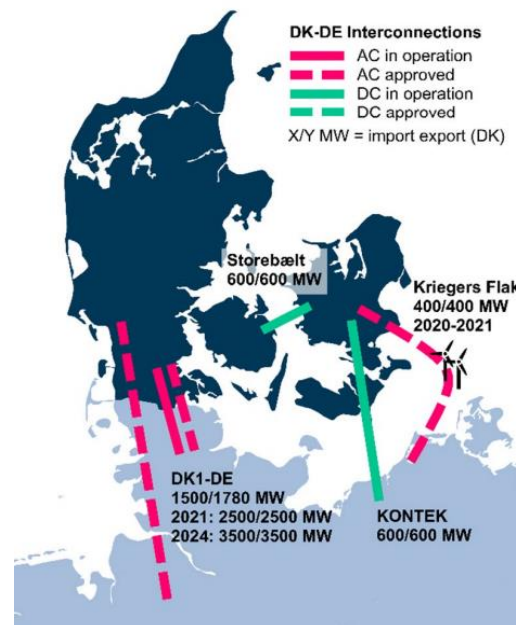 DK-DE Interconnections
AC in operation
AC approved
DC in operation
DC approved
X/Y MW = import export (DK)
Storebælt
600/600 MW
Kriegers Flak
400/400 MW
2020-2021
DK1-DE
1500/1780 MW
2021: 2500/2500 MW
2024: 3500/3500 MW
KONTEK
600/600 MW